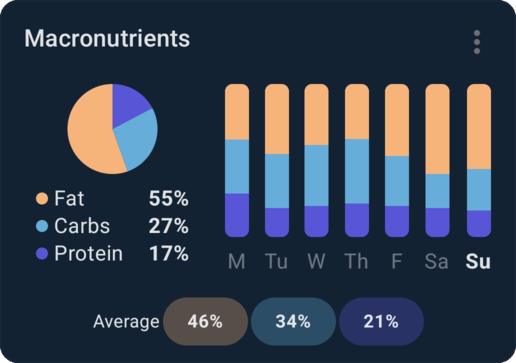 Macronutrients
Fat 55%
Carbs 27%
Protein 17%
M Tu W Th F Sa Su
Average 46% 34% 21%